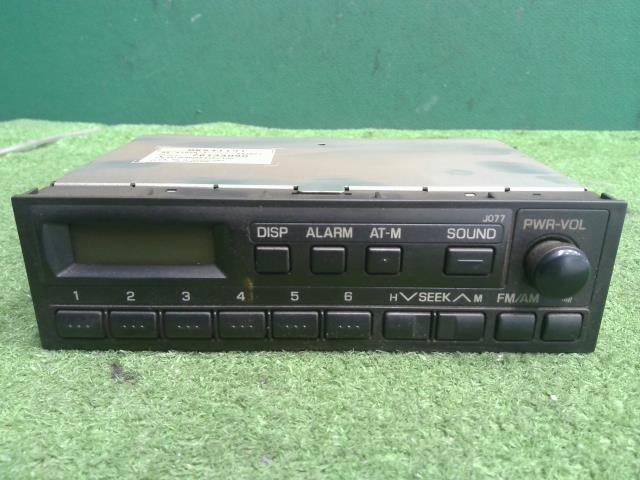 J077
DISP ALARM AT-M SOUND PWR-VOL
1 2 3 4 5 6 H SEEK M FM/AM